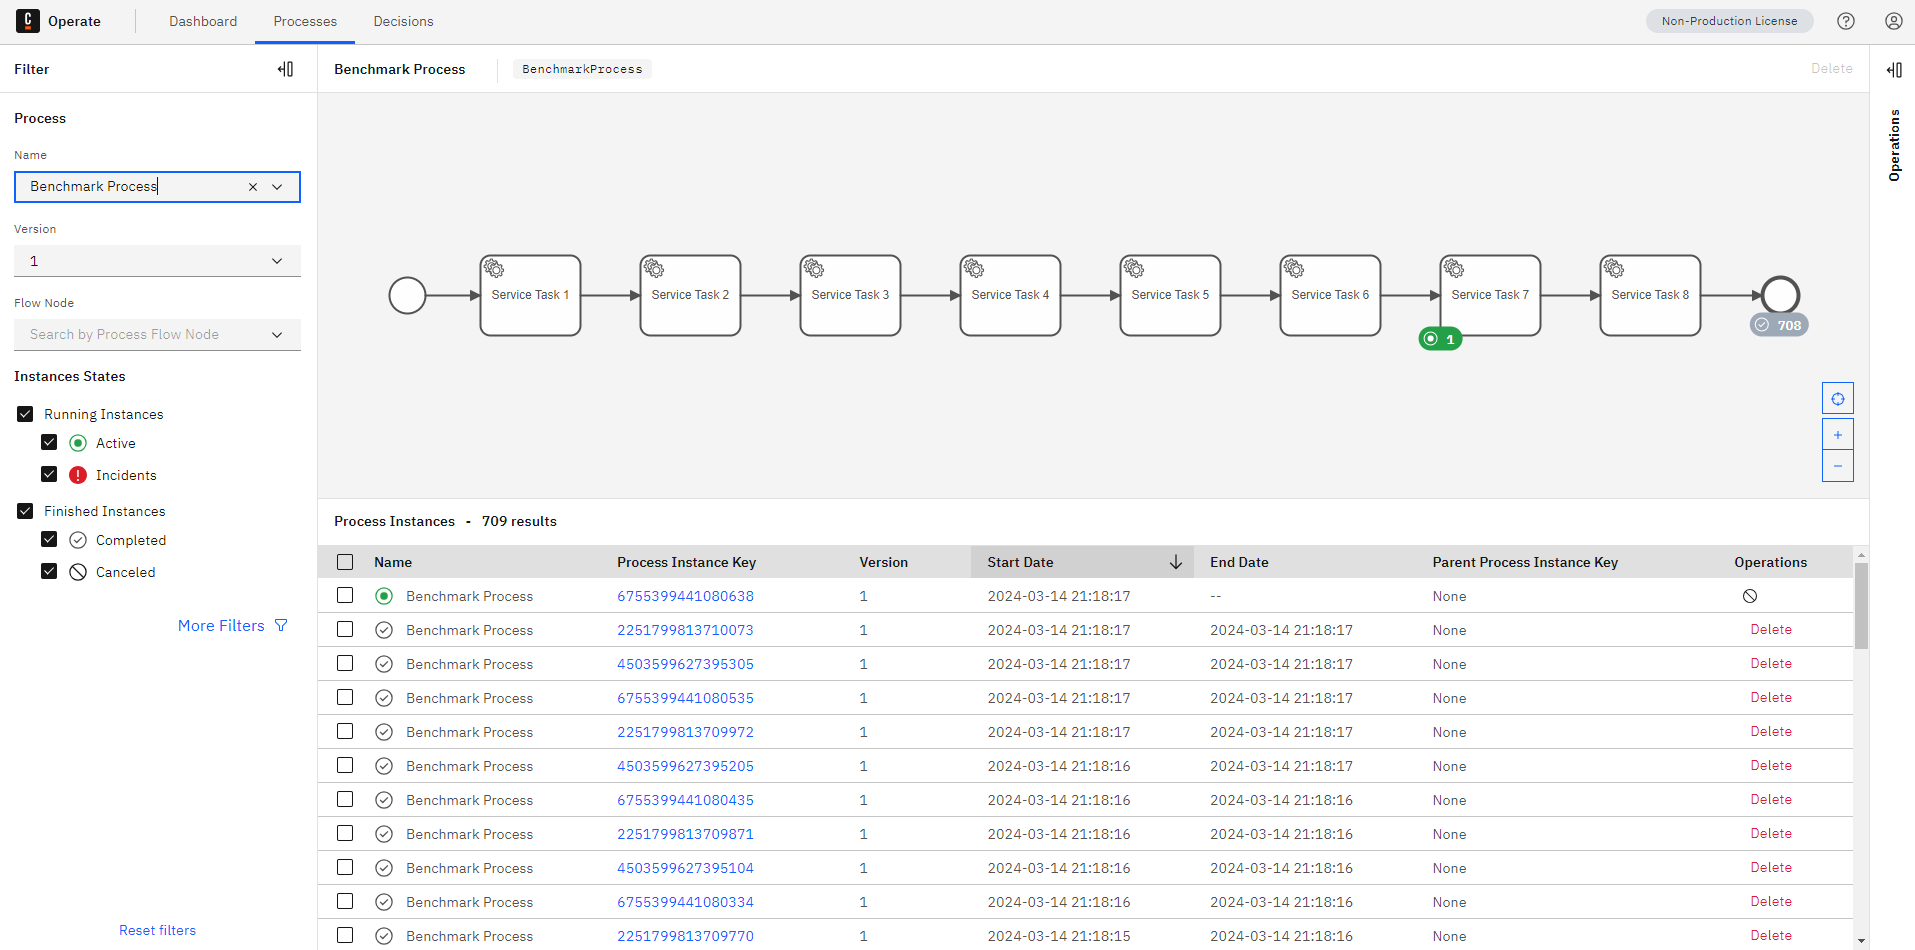 Operate Dashboard Processes Decisions Non-Production License
Filter
Benchmark Process BenchmarkProcess Delete
Operations
Process
Name
Benchmark Process
Version
1
Flow Node
Search by Process Flow Node
Instances States
Running Instances
Active
Incidents
Finished Instances
Completed
Canceled
More Filters
Reset filters
Service Task 1 Service Task 2 Service Task 3 Service Task 4 Service Task 5 Service Task 6 Service Task 7 Service Task 8
1 708
+
−
Process Instances - 709 results
Name Process Instance Key Version Start Date End Date Parent Process Instance Key Operations
Benchmark Process 6755399441080638 1 2024-03-14 21:18:17 -- None
Benchmark Process 2251799813710073 1 2024-03-14 21:18:17 2024-03-14 21:18:17 None Delete
Benchmark Process 4503599627395305 1 2024-03-14 21:18:17 2024-03-14 21:18:17 None Delete
Benchmark Process 6755399441080535 1 2024-03-14 21:18:17 2024-03-14 21:18:17 None Delete
Benchmark Process 2251799813709972 1 2024-03-14 21:18:17 2024-03-14 21:18:17 None Delete
Benchmark Process 4503599627395205 1 2024-03-14 21:18:16 2024-03-14 21:18:17 None Delete
Benchmark Process 6755399441080435 1 2024-03-14 21:18:16 2024-03-14 21:18:16 None Delete
Benchmark Process 2251799813709871 1 2024-03-14 21:18:16 2024-03-14 21:18:16 None Delete
Benchmark Process 4503599627395104 1 2024-03-14 21:18:16 2024-03-14 21:18:16 None Delete
Benchmark Process 6755399441080334 1 2024-03-14 21:18:16 2024-03-14 21:18:16 None Delete
Benchmark Process 2251799813709770 1 2024-03-14 21:18:15 2024-03-14 21:18:16 None Delete